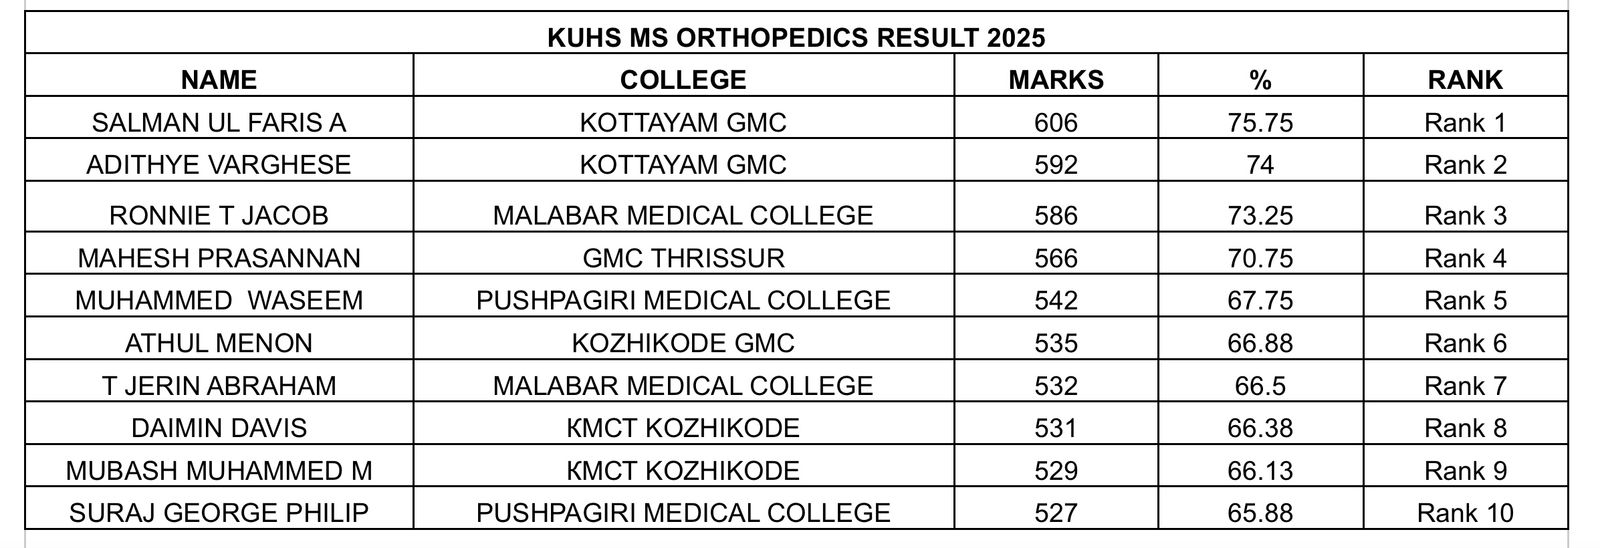 KUHS MS ORTHOPEDICS RESULT 2025
NAME COLLEGE MARKS % RANK
SALMAN UL FARIS A KOTTAYAM GMC 606 75.75 Rank 1
ADITHYE VARGHESE KOTTAYAM GMC 592 74 Rank 2
RONNIE T JACOB MALABAR MEDICAL COLLEGE 586 73.25 Rank 3
MAHESH PRASANNAN GMC THRISSUR 566 70.75 Rank 4
MUHAMMED  WASEEM PUSHPAGIRI MEDICAL COLLEGE 542 67.75 Rank 5
ATHUL MENON KOZHIKODE GMC 535 66.88 Rank 6
T JERIN ABRAHAM MALABAR MEDICAL COLLEGE 532 66.5 Rank 7
DAIMIN DAVIS KMCT KOZHIKODE 531 66.38 Rank 8
MUBASH MUHAMMED M KMCT KOZHIKODE 529 66.13 Rank 9
SURAJ GEORGE PHILIP PUSHPAGIRI MEDICAL COLLEGE 527 65.88 Rank 10